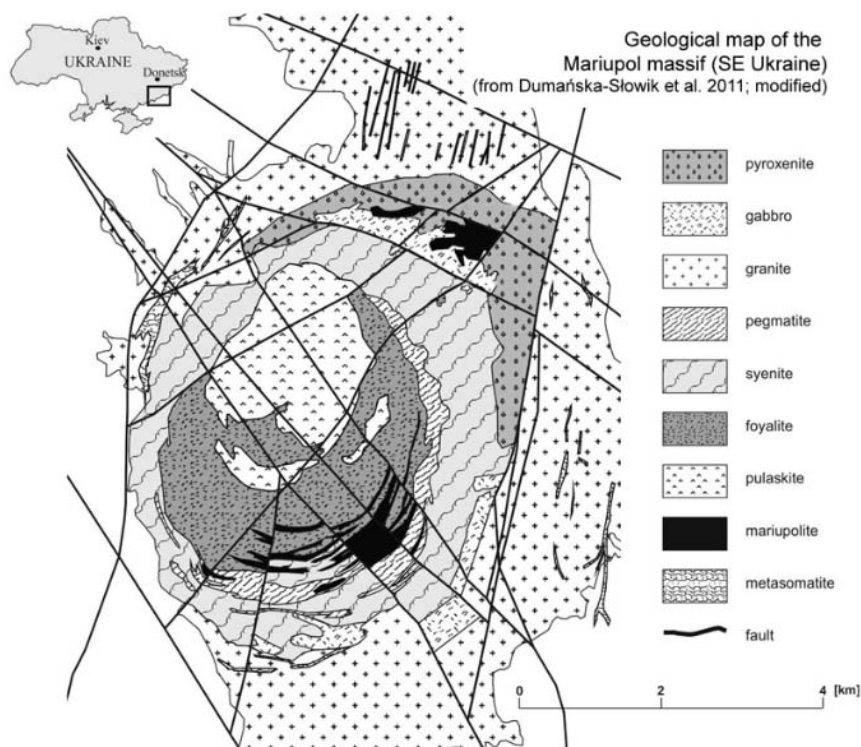 Kiev
UKRAINE
Donetsk
Geological map of the
Mariupol massif (SE Ukraine)
(from Dumańska-Słowik et al. 2011; modified)
pyroxenite
gabbro
granite
pegmatite
syenite
foyalite
pulaskite
mariupolite
metasomatite
fault
0 2 4 [km]